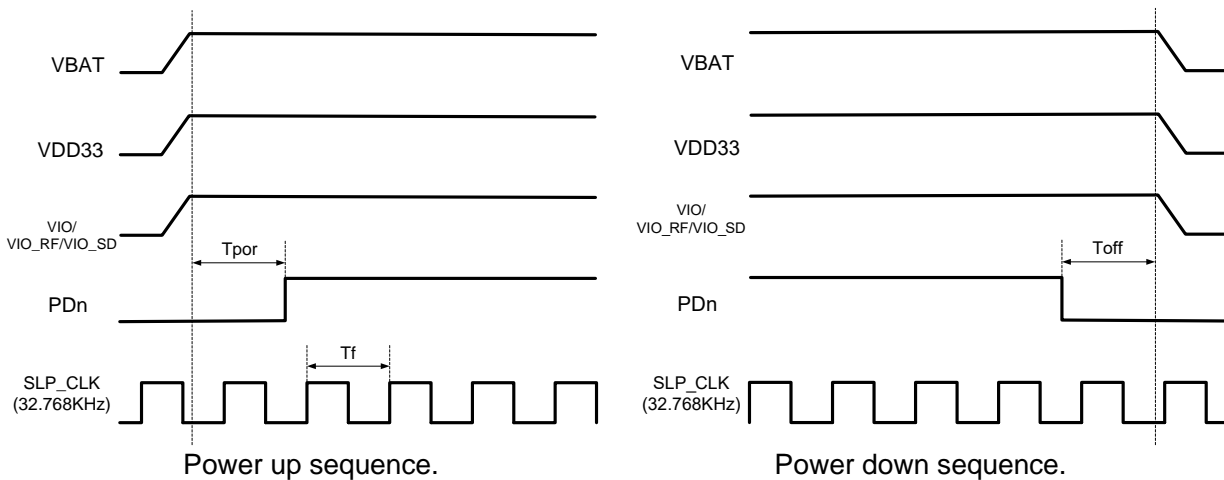 VBAT
VDD33
VIO/
VIO_RF/VIO_SD
Tpor
PDn
Tf
SLP_CLK
(32.768KHz)
Power up sequence.
VBAT
VDD33
VIO/
VIO_RF/VIO_SD
Toff
PDn
SLP_CLK
(32.768KHz)
Power down sequence.